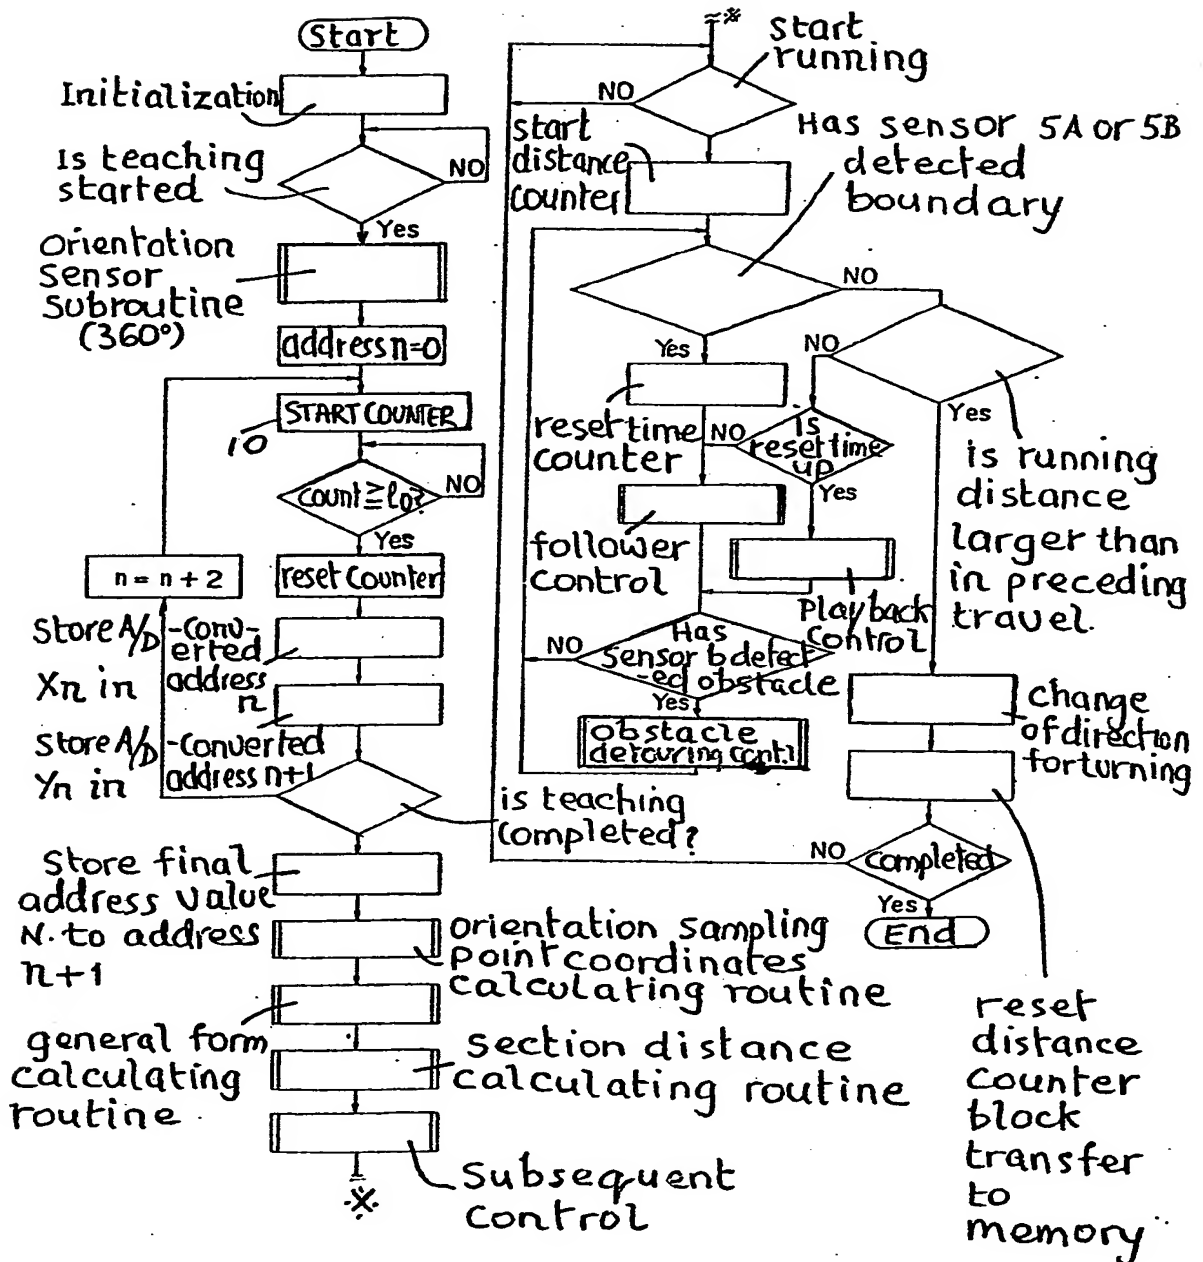 Start
Initialization
Is teaching
started
NO
Yes
Orientation
Sensor
Subroutine
(360°)
address n=0
START COUNTER
10
count ≧ l0?
NO
Yes
n = n + 2
reset Counter
Store A/D -Conv-
erted
address
Xn in
n
Store A/D -Converted
Yn in
address n+1
is teaching
completed?
Store final
address value
N. to address
n+1
Orientation sampling
point coordinates
calculating routine
general form
calculating
routine
Section distance
calculating routine
Subsequent
control
※
※
start
running
NO
start
distance
counter
Has sensor 5A or 5B
detected
boundary
NO
Yes
NO
Yes
reset time
counter
NO
is
reset time
up
Yes
is running
distance
larger than
in preceding
travel.
follower
control
Playback
control
NO
Has
Sensor b detect
-ed obstacle
Yes
obstacle
detouring contl
change
of direction
for turning
NO
completed
Yes
End
reset
distance
counter
block
transfer
to
memory